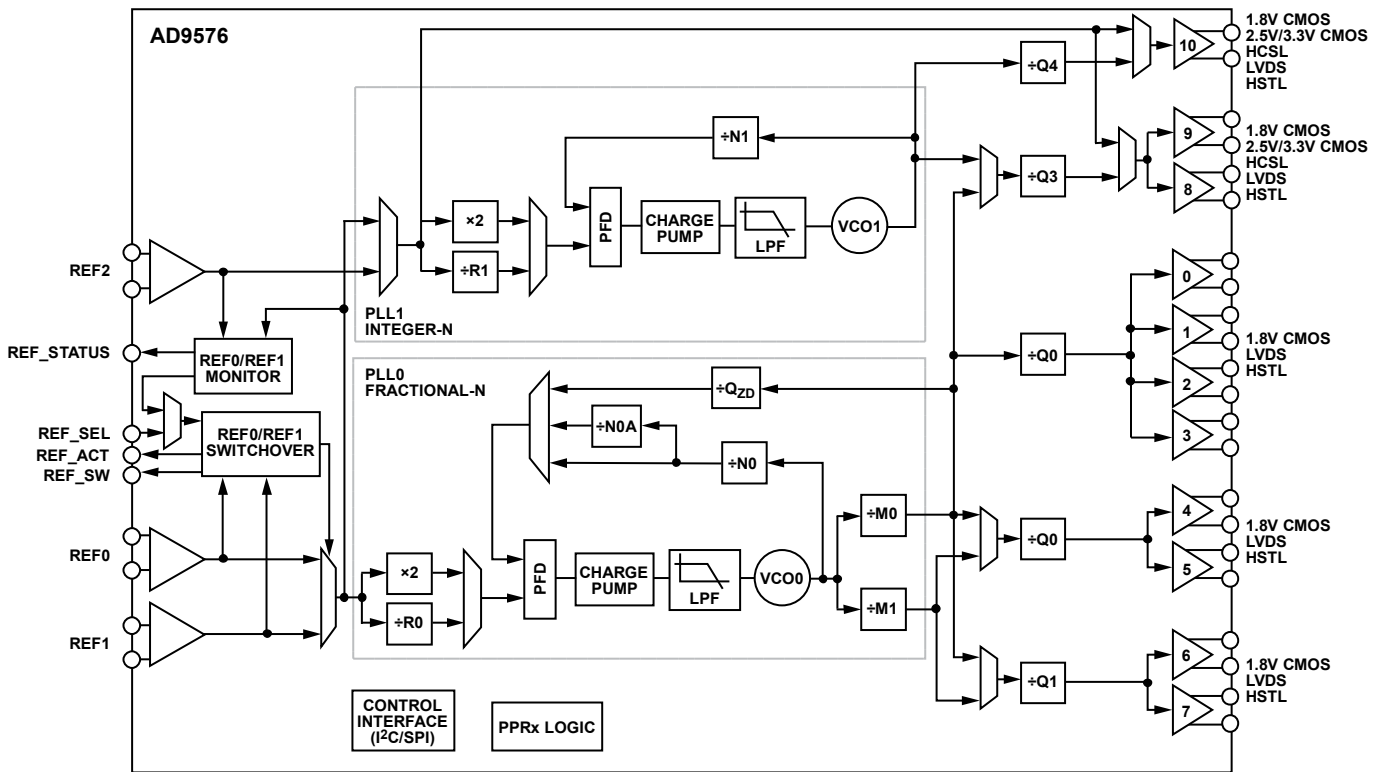 AD9576
1.8V CMOS
2.5V/3.3V CMOS
HCSL
LVDS
HSTL
10
÷Q4
÷N1
÷Q3
9
8
1.8V CMOS
2.5V/3.3V CMOS
HCSL
LVDS
HSTL
×2
÷R1
PFD
CHARGE
PUMP
LPF
VCO1
REF2
PLL1
INTEGER-N
REF_STATUS
REF0/REF1
MONITOR
REF_SEL
REF_ACT
REF_SW
REF0/REF1
SWITCHOVER
PLL0
FRACTIONAL-N
÷QZD
÷N0A
÷N0
÷Q0
0
1
2
3
1.8V CMOS
LVDS
HSTL
REF0
REF1
×2
÷R0
PFD
CHARGE
PUMP
LPF
VCO0
÷M0
÷M1
÷Q0
4
5
1.8V CMOS
LVDS
HSTL
÷Q1
6
7
1.8V CMOS
LVDS
HSTL
CONTROL
INTERFACE
(I2C/SPI)
PPRx LOGIC